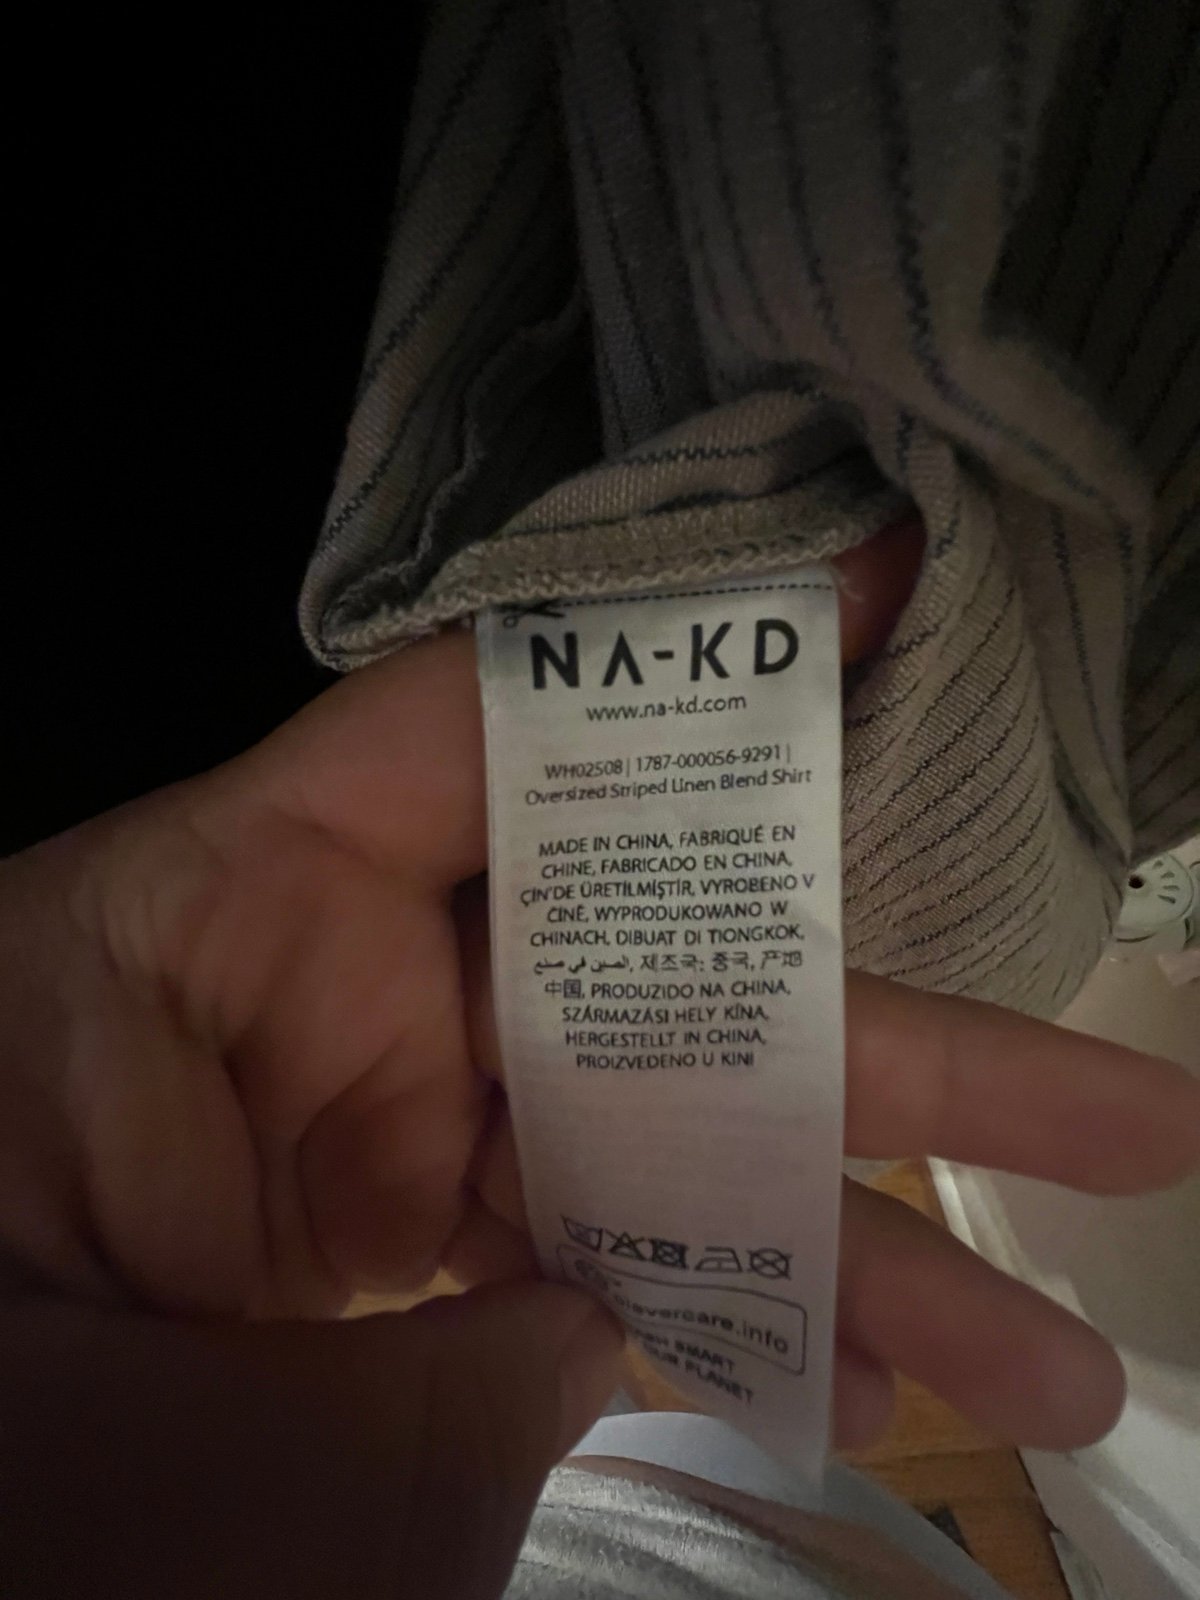 NA-KD
www.na-kd.com
WH02508 | 1787-000056-9291 |
Oversized Striped Linen Blend Shirt
MADE IN CHINA, FABRIQUÉ EN
CHINE, FABRICADO EN CHINA,
ÇİN'DE ÜRETİLMİŞTİR, VYROBENO V
ČÍNĚ, WYPRODUKOWANO W
CHINACH, DIBUAT DI TIONGKOK,
الصين في صنع, 제조국: 중국, 产地
中国, PRODUZIDO NA CHINA,
SZÁRMAZÁSI HELY KÍNA,
HERGESTELLT IN CHINA,
PROIZVEDENO U KINI
clevercare.info
SMART
OUR PLANET